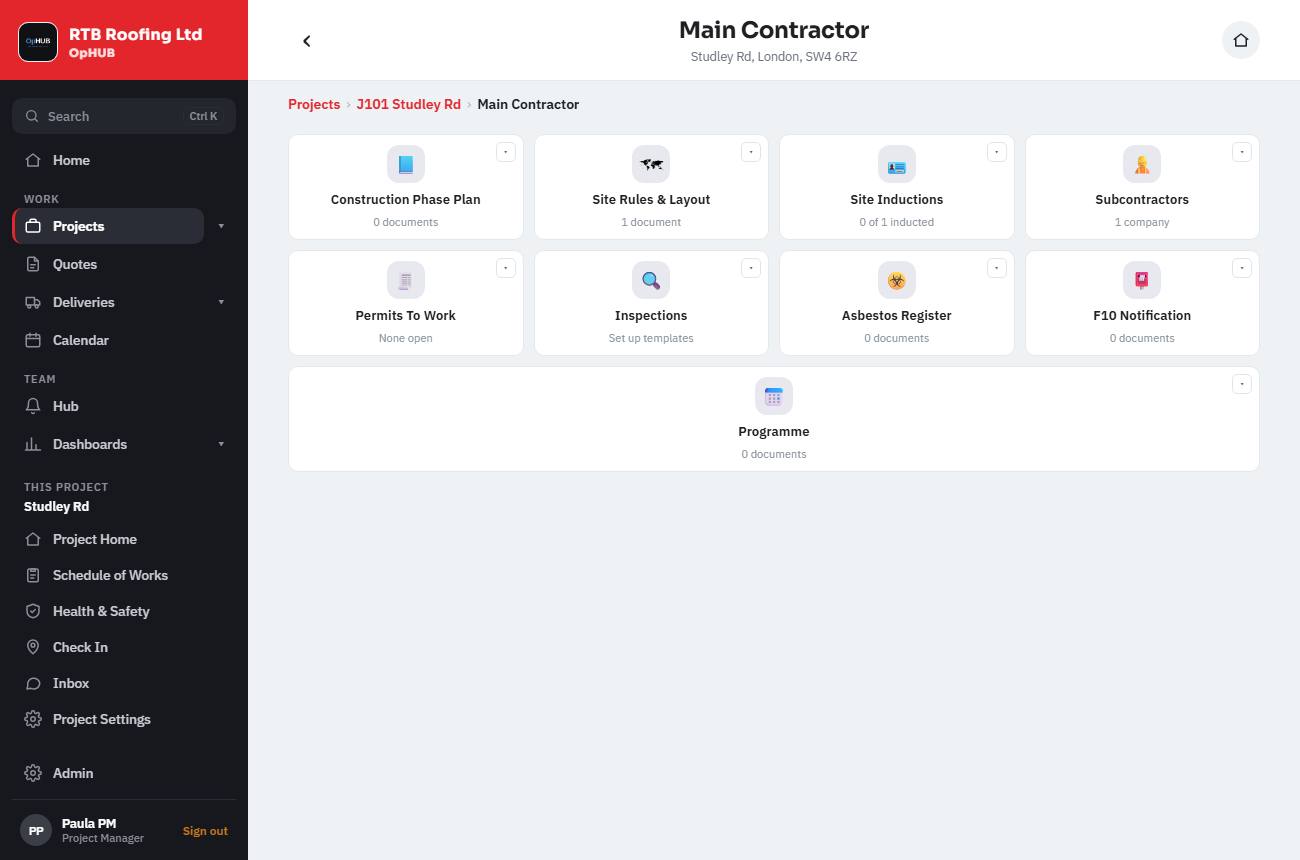 OpHUB
RTB Roofing Ltd
OpHUB
Search
Ctrl K
Home
WORK
Projects
Quotes
Deliveries
Calendar
TEAM
Hub
Dashboards
THIS PROJECT
Studley Rd
Project Home
Schedule of Works
Health & Safety
Check In
Inbox
Project Settings
Admin
PP
Paula PM
Project Manager
Sign out
Main Contractor
Studley Rd, London, SW4 6RZ
Projects › J101 Studley Rd › Main Contractor
Construction Phase Plan
0 documents
Site Rules & Layout
1 document
Site Inductions
0 of 1 inducted
Subcontractors
1 company
Permits To Work
None open
Inspections
Set up templates
Asbestos Register
0 documents
F10 Notification
0 documents
Programme
0 documents